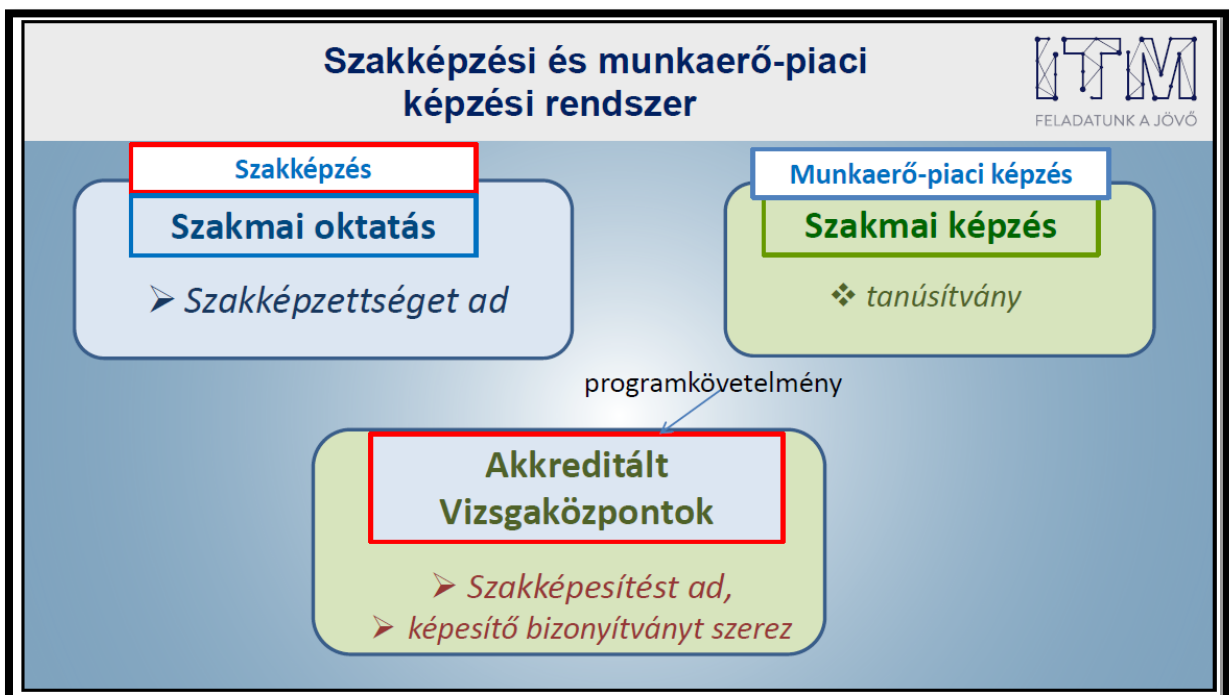 Szakképzési és munkaerő-piaci
képzési rendszer
ITM
FELADATUNK A JÖVŐ
Szakképzés
Szakmai oktatás
➢ Szakképzettséget ad
Munkaerő-piaci képzés
Szakmai képzés
❖ tanúsítvány
programkövetelmény
Akkreditált
Vizsgaközpontok
➢ Szakképesítést ad,
➢ képesítő bizonyítványt szerez